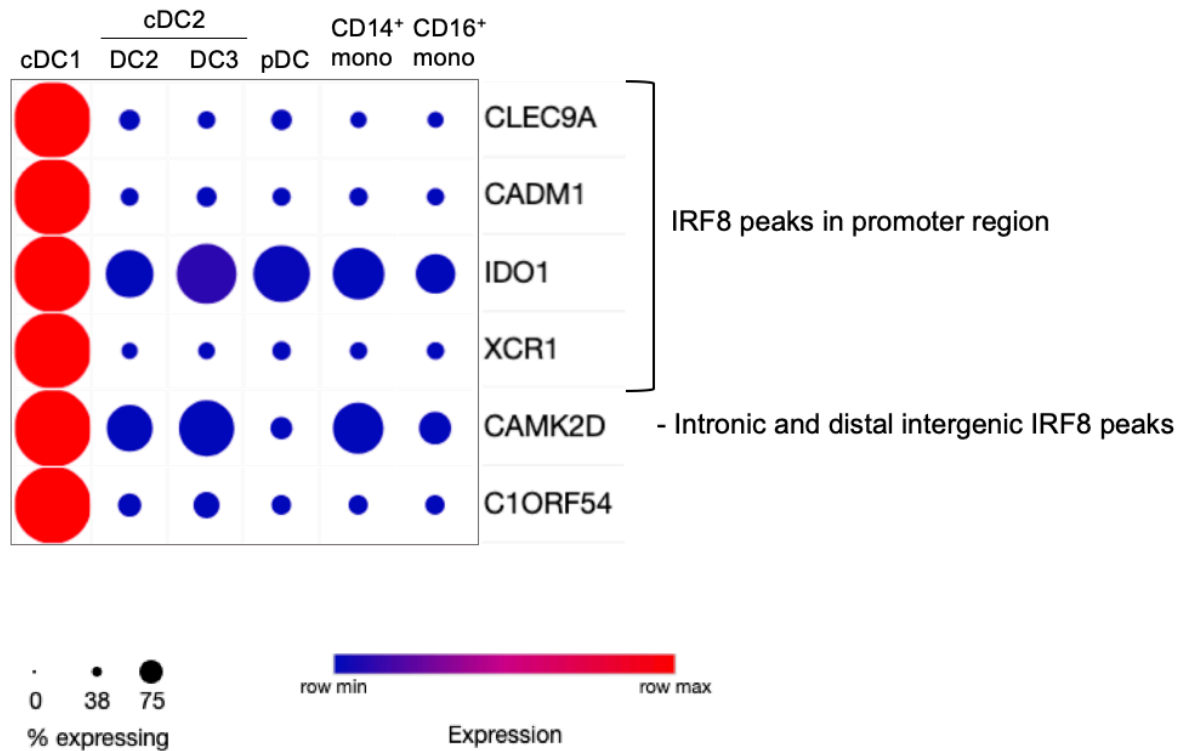 cDC2
CD14⁺ CD16⁺
cDC1 DC2 DC3 pDC mono mono
CLEC9A
CADM1
IRF8 peaks in promoter region
IDO1
XCR1
CAMK2D - Intronic and distal intergenic IRF8 peaks
C1ORF54
0 38 75
% expressing
row min row max
Expression